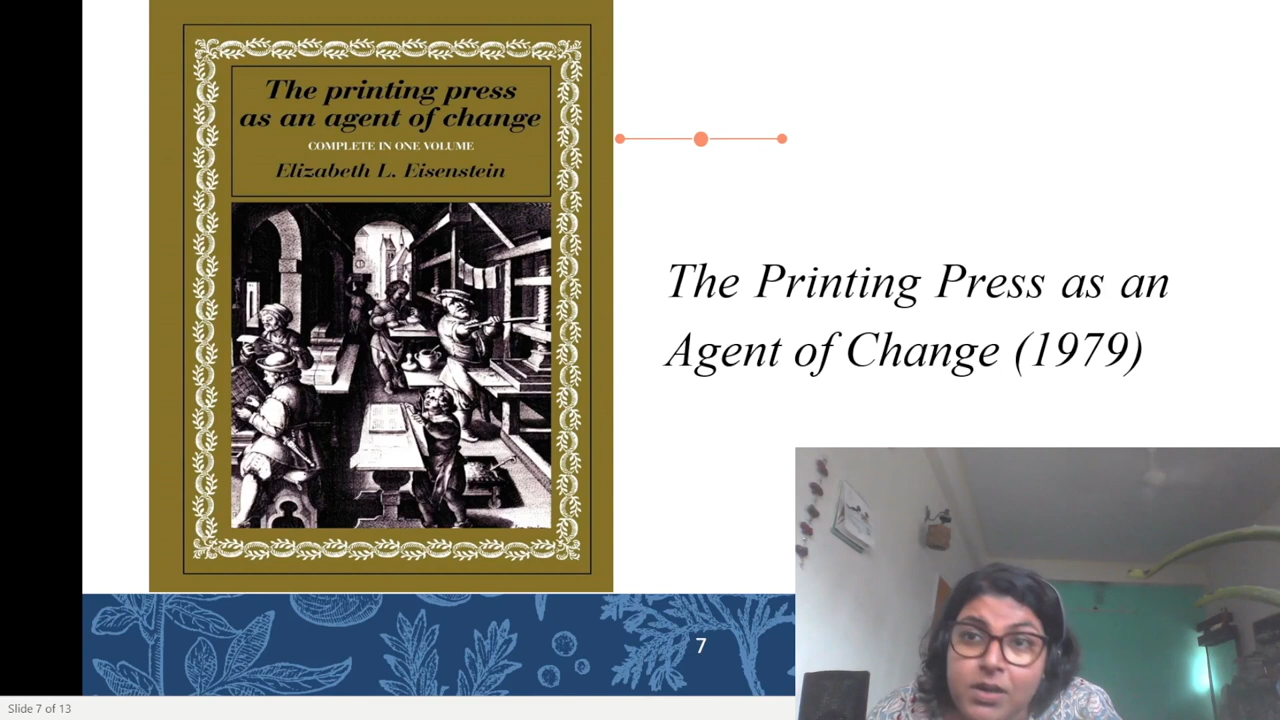 The printing press
as an agent of change
COMPLETE IN ONE VOLUME
Elizabeth L. Eisenstein
The Printing Press as an
Agent of Change (1979)
7
Slide 7 of 13